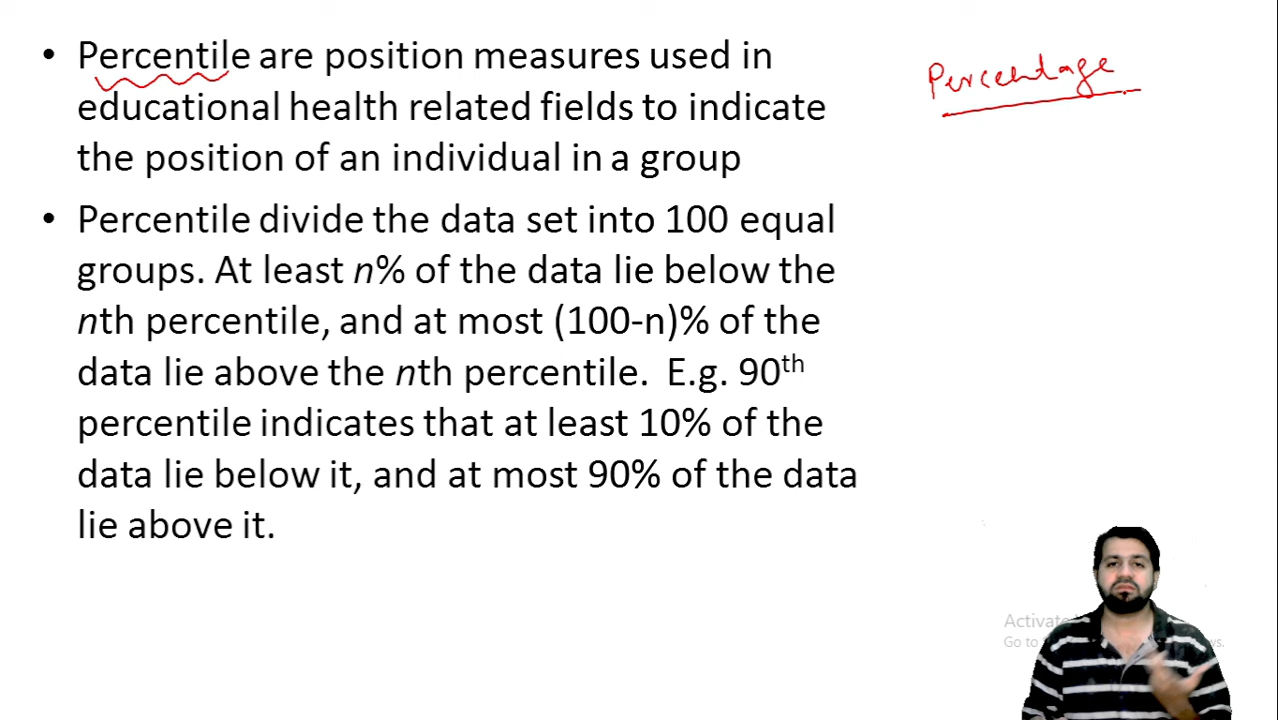 • Percentile are position measures used in
educational health related fields to indicate
the position of an individual in a group
• Percentile divide the data set into 100 equal
groups. At least n% of the data lie below the
nth percentile, and at most (100-n)% of the
data lie above the nth percentile. E.g. 90th
percentile indicates that at least 10% of the
data lie below it, and at most 90% of the data
lie above it.
Percentage
Activate
Go to